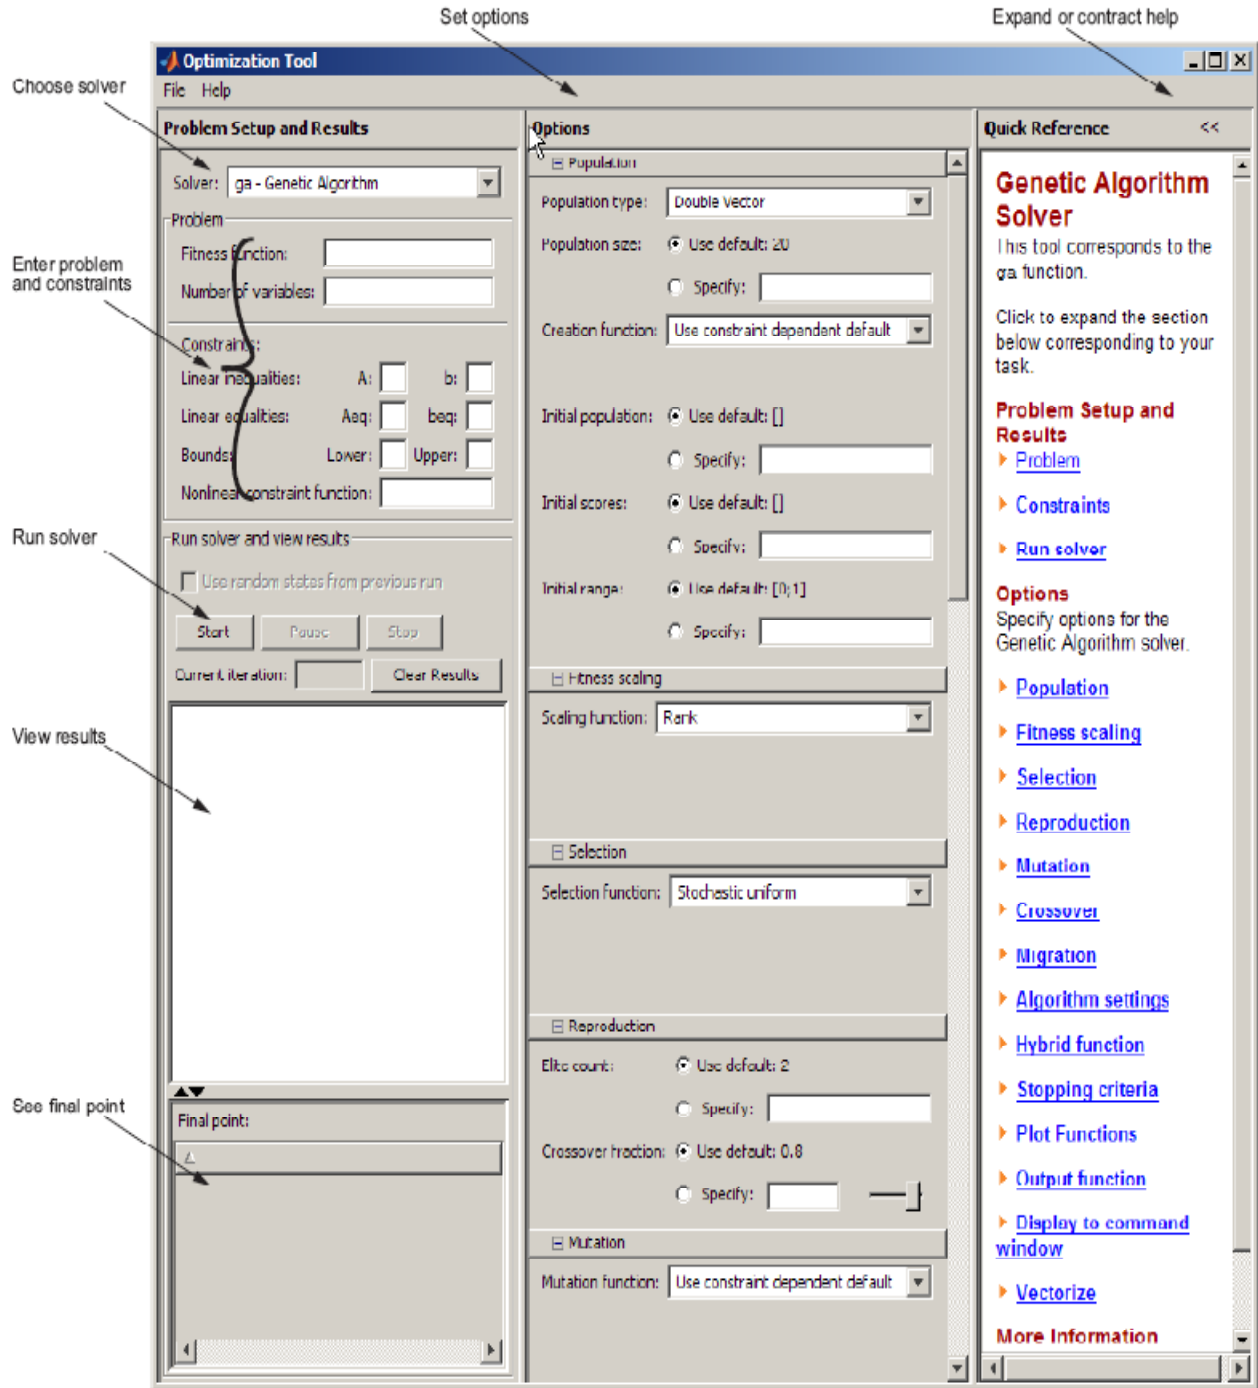 Set options
Expand or contract help
Optimization Tool
Choose solver
File Help
Problem Setup and Results
Solver: ga - Genetic Algorithm
Problem
Fitness function:
Number of variables:
Enter problem
and constraints
Constraints:
Linear inequalities: A: b:
Linear equalities: Aeq: beq:
Bounds: Lower: Upper:
Nonlinear constraint function:
Run solver
Run solver and view results
Use random states from previous run
Start Pause Stop
Current iteration: Clear Results
View results
See final point
Final point:
Options
Population
Population type: Double Vector
Population size: Use default: 20
Specify:
Creation function: Use constraint dependent default
Initial population: Use default: []
Specify:
Initial scores: Use default: []
Specify:
Initial range: Use default: [0;1]
Specify:
Fitness scaling
Scaling function: Rank
Selection
Selection function: Stochastic uniform
Reproduction
Elite count: Use default: 2
Specify:
Crossover fraction: Use default: 0.8
Specify:
Mutation
Mutation function: Use constraint dependent default
Quick Reference <<
Genetic Algorithm
Solver
This tool corresponds to the
ga function.
Click to expand the section
below corresponding to your
task.
Problem Setup and
Results
Problem
Constraints
Run solver
Options
Specify options for the
Genetic Algorithm solver.
Population
Fitness scaling
Selection
Reproduction
Mutation
Crossover
Migration
Algorithm settings
Hybrid function
Stopping criteria
Plot Functions
Output function
Display to command
window
Vectorize
More Information